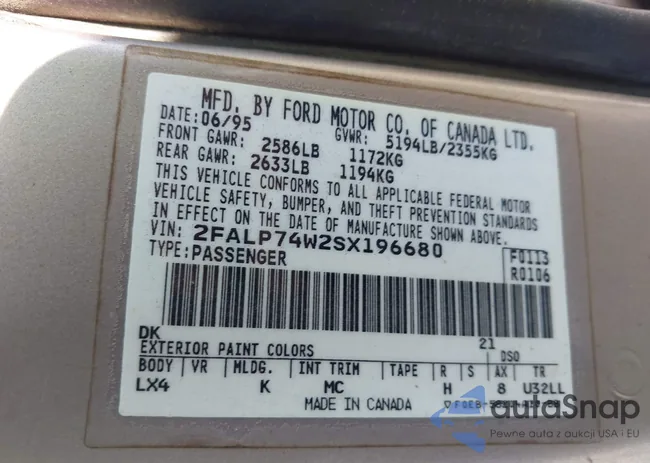 MFD. BY FORD MOTOR CO. OF CANADA LTD.
DATE: 06/95 GVWR: 5194LB/2355KG
FRONT GAWR: 2586LB 1172KG
REAR GAWR: 2633LB 1194KG
THIS VEHICLE CONFORMS TO ALL APPLICABLE FEDERAL MOTOR
VEHICLE SAFETY, BUMPER, AND THEFT PREVENTION STANDARDS
IN EFFECT ON THE DATE OF MANUFACTURE SHOWN ABOVE.
VIN: 2FALP74W2SX196680
TYPE: PASSENGER
F0113
R0106
DK 21
EXTERIOR PAINT COLORS DSO
BODY VR MLDG. INT TRIM TAPE R S AX TR
LX4 K MC H 8 U32LL
MADE IN CANADA
autaSnap
Pewne auta z aukcji USA i EU